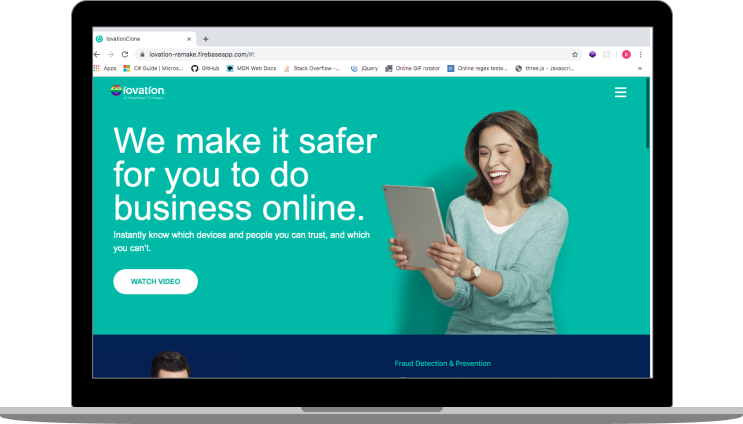 iovationClone
iovation-remake.firebaseapp.com/#!
Apps C# Guide | Micros... GitHub MDN Web Docs Stack Overflow -... jQuery Online GIF rotator Online regex teste... three.js - Javascri... »
iovation
A TransUnion Company
We make it safer
for you to do
business online.
Instantly know which devices and people you can trust, and which
you can't.
WATCH VIDEO
Fraud Detection & Prevention